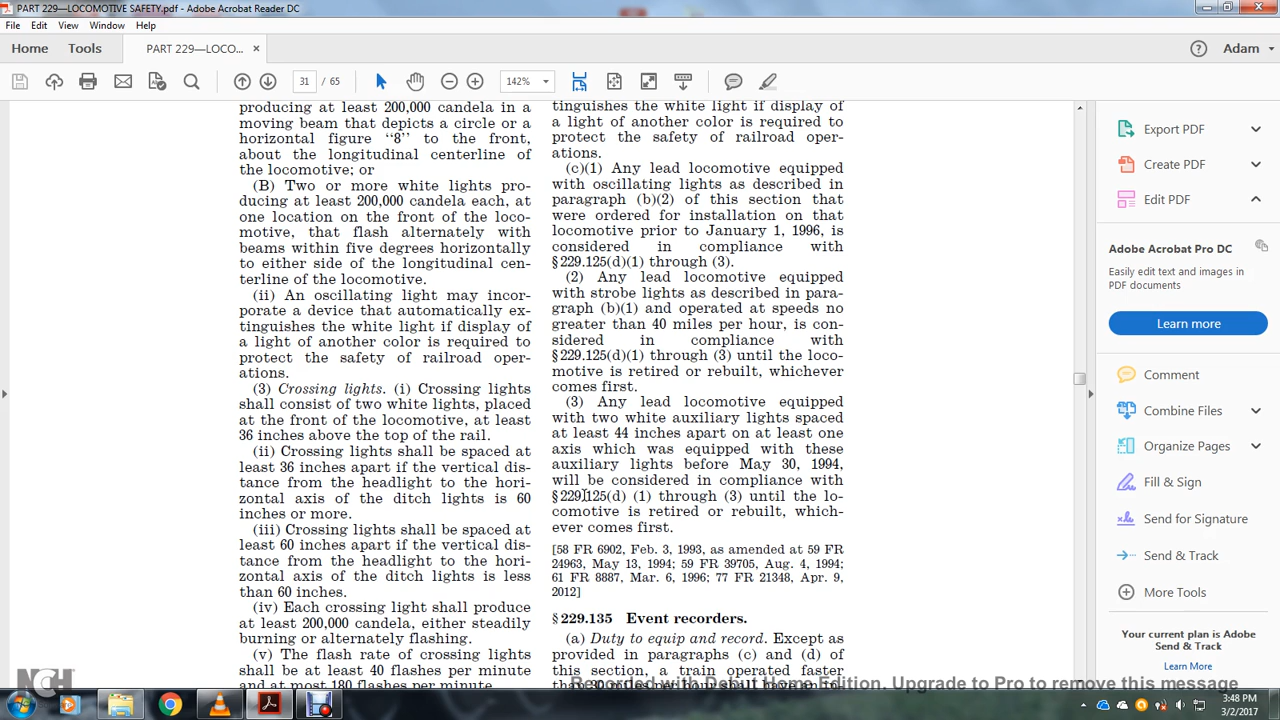 PART 229—LOCOMOTIVE SAFETY.pdf - Adobe Acrobat Reader DC
File Edit View Window Help
Home Tools PART 229—LOCO... × Adam
31 / 65 142%
producing at least 200,000 candela in a
moving beam that depicts a circle or a
horizontal figure ‘‘8’’ to the front,
about the longitudinal centerline of
the locomotive; or
(B) Two or more white lights pro-
ducing at least 200,000 candela each, at
one location on the front of the loco-
motive, that flash alternately with
beams within five degrees horizontally
to either side of the longitudinal cen-
terline of the locomotive.
(ii) An oscillating light may incor-
porate a device that automatically ex-
tinguishes the white light if display of
a light of another color is required to
protect the safety of railroad oper-
ations.
(3) Crossing lights. (i) Crossing lights
shall consist of two white lights, placed
at the front of the locomotive, at least
36 inches above the top of the rail.
(ii) Crossing lights shall be spaced at
least 36 inches apart if the vertical dis-
tance from the headlight to the hori-
zontal axis of the ditch lights is 60
inches or more.
(iii) Crossing lights shall be spaced at
least 60 inches apart if the vertical dis-
tance from the headlight to the hori-
zontal axis of the ditch lights is less
than 60 inches.
(iv) Each crossing light shall produce
at least 200,000 candela, either steadily
burning or alternately flashing.
(v) The flash rate of crossing lights
shall be at least 40 flashes per minute
and at most 180 flashes per minute.
tinguishes the white light if display of
a light of another color is required to
protect the safety of railroad oper-
ations.
(c)(1) Any lead locomotive equipped
with oscillating lights as described in
paragraph (b)(2) of this section that
were ordered for installation on that
locomotive prior to January 1, 1996, is
considered in compliance with
§229.125(d)(1) through (3).
(2) Any lead locomotive equipped
with strobe lights as described in para-
graph (b)(1) and operated at speeds no
greater than 40 miles per hour, is con-
sidered in compliance with
§229.125(d)(1) through (3) until the loco-
motive is retired or rebuilt, whichever
comes first.
(3) Any lead locomotive equipped
with two white auxiliary lights spaced
at least 44 inches apart on at least one
axis which was equipped with these
auxiliary lights before May 30, 1994,
will be considered in compliance with
§229.125(d) (1) through (3) until the lo-
comotive is retired or rebuilt, which-
ever comes first.
[58 FR 6902, Feb. 3, 1993, as amended at 59 FR
24963, May 13, 1994; 59 FR 39705, Aug. 4, 1994;
61 FR 8887, Mar. 6, 1996; 77 FR 21348, Apr. 9,
2012]
§229.135 Event recorders.
(a) Duty to equip and record. Except as
provided in paragraphs (c) and (d) of
this section, a train operated faster
Export PDF
Create PDF
Edit PDF
Adobe Acrobat Pro DC
Easily edit text and images in
PDF documents
Learn more
Comment
Combine Files
Organize Pages
Fill & Sign
Send for Signature
Send & Track
More Tools
Your current plan is Adobe
Send & Track
Learn More
NCH
Recorded with Debut Home Edition. Upgrade to Pro to remove this message
3:48 PM
3/2/2017